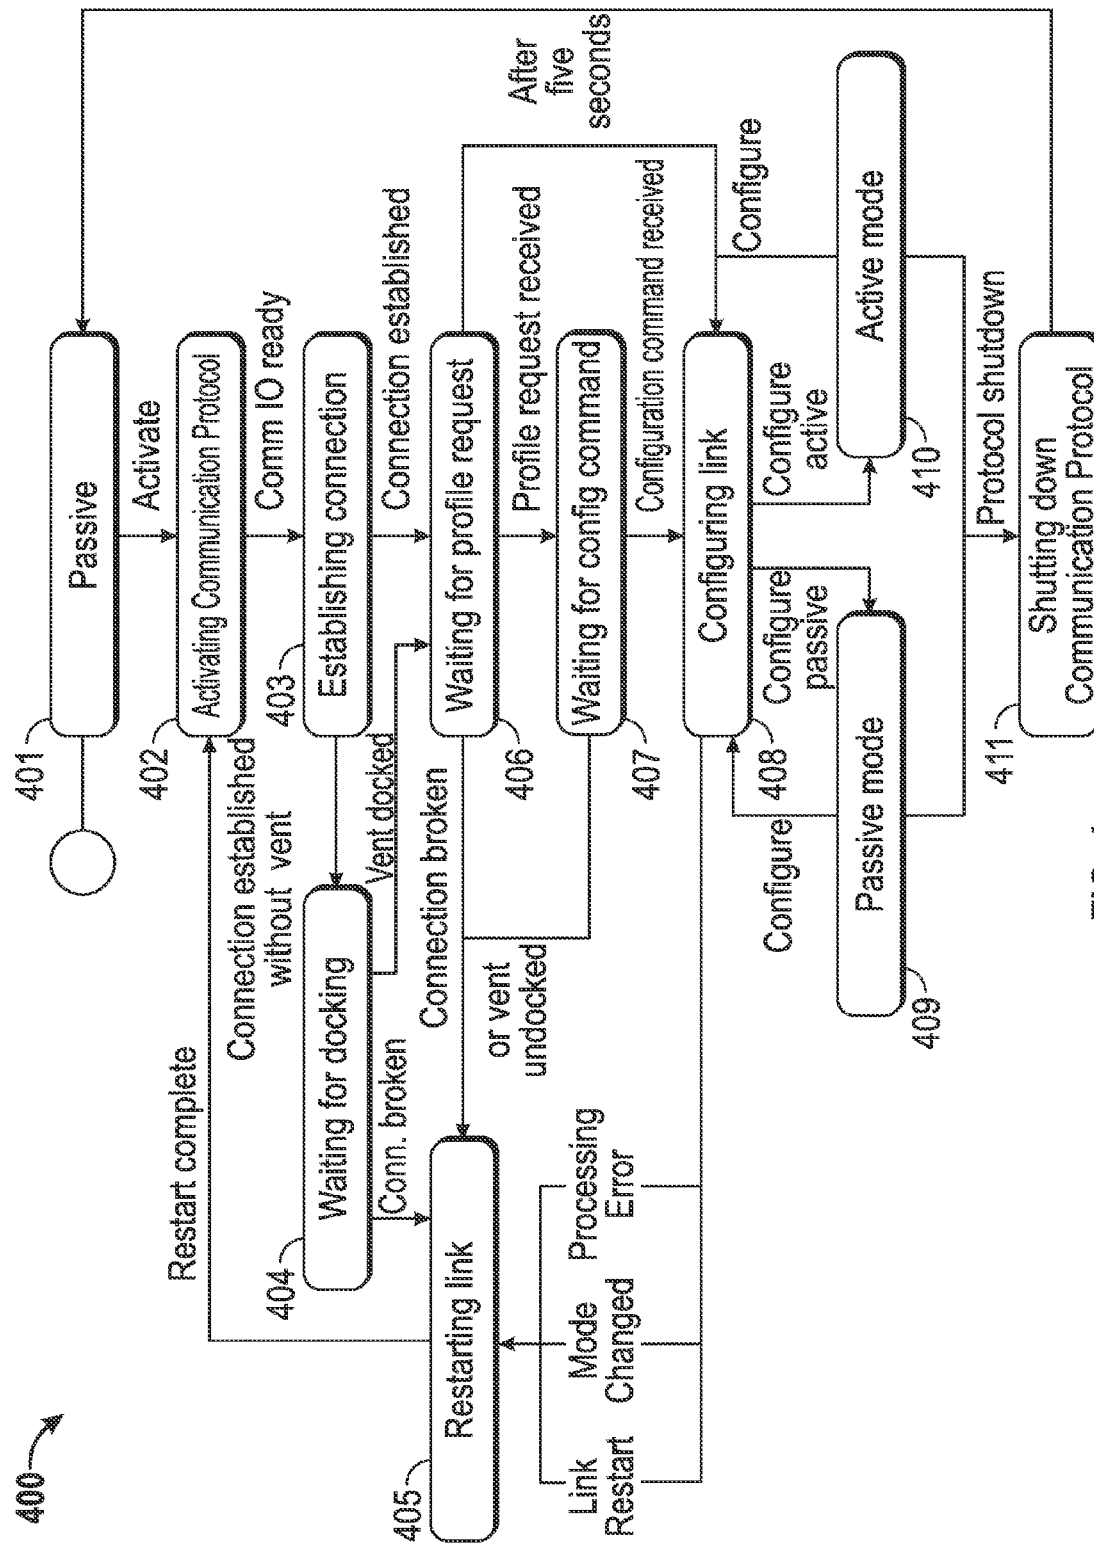 400
401
Passive
Activate
402
Activating Communication Protocol
Restart complete
Comm IO ready
Connection established
without vent
403
Establishing connection
404
Waiting for docking
Vent docked
Conn. broken
Connection established
405
Restarting link
Connection broken
or vent
undocked
406
Waiting for profile request
After
five
seconds
Profile request received
407
Waiting for config command
Configuration command received
Link
Restart
Mode
Changed
Processing
Error
408
Configuring link
Configure
Configure
passive
Configure
active
Configure
409
Passive mode
410
Active mode
Protocol shutdown
411
Shutting down
Communication Protocol